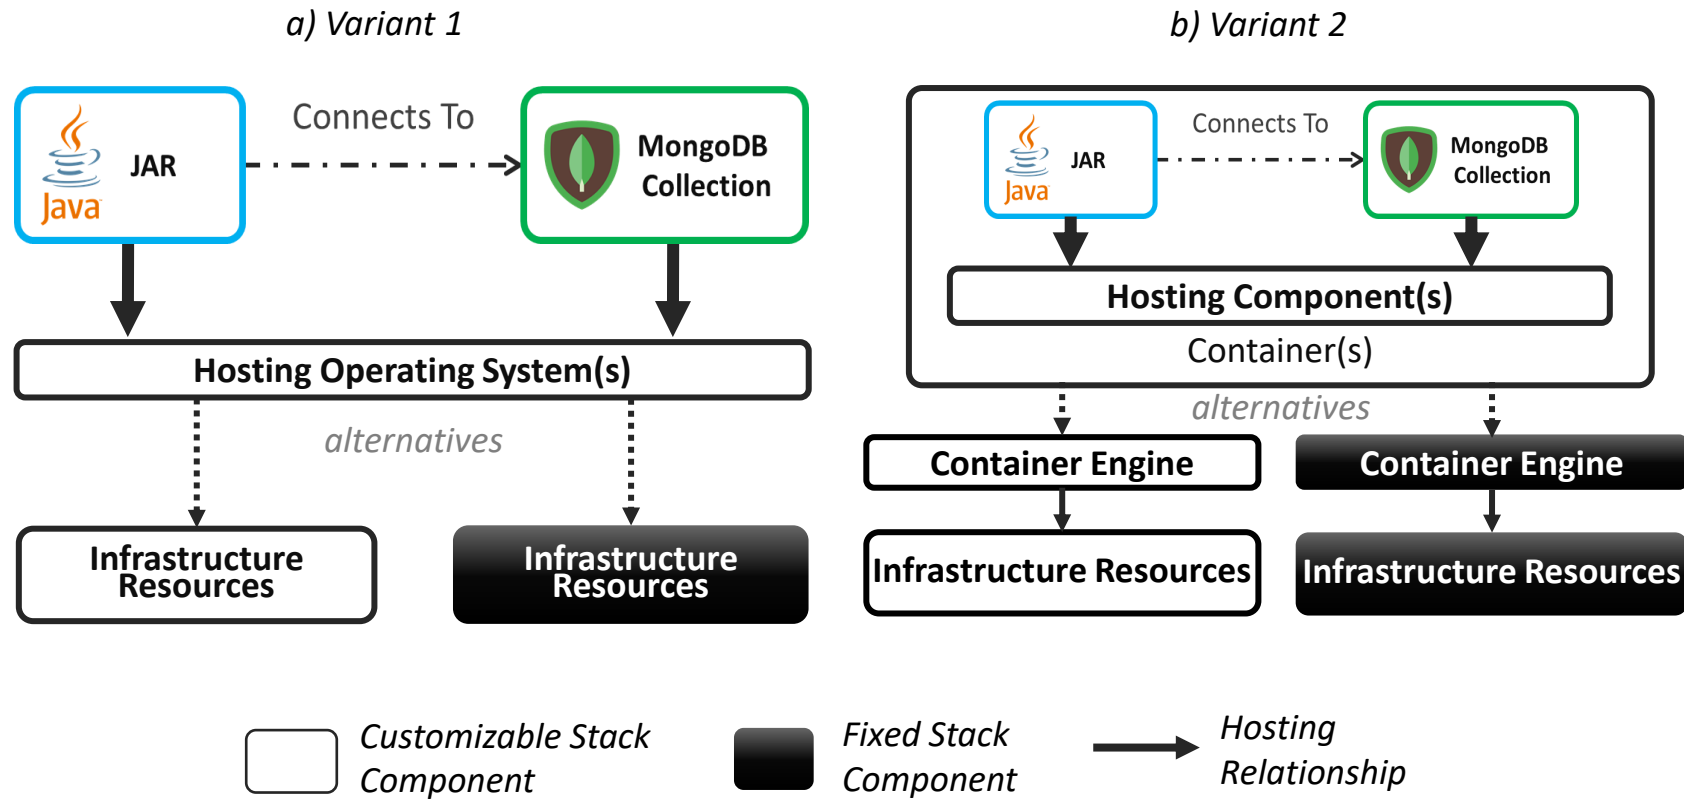 a) Variant 1
Connects To
Java
JAR
MongoDB
Collection
Hosting Operating System(s)
alternatives
Infrastructure
Resources
Infrastructure
Resources
b) Variant 2
Connects To
Java
JAR
MongoDB
Collection
Hosting Component(s)
Container(s)
alternatives
Container Engine
Container Engine
Infrastructure Resources
Infrastructure Resources
Customizable Stack
Component
Fixed Stack
Component
Hosting
Relationship